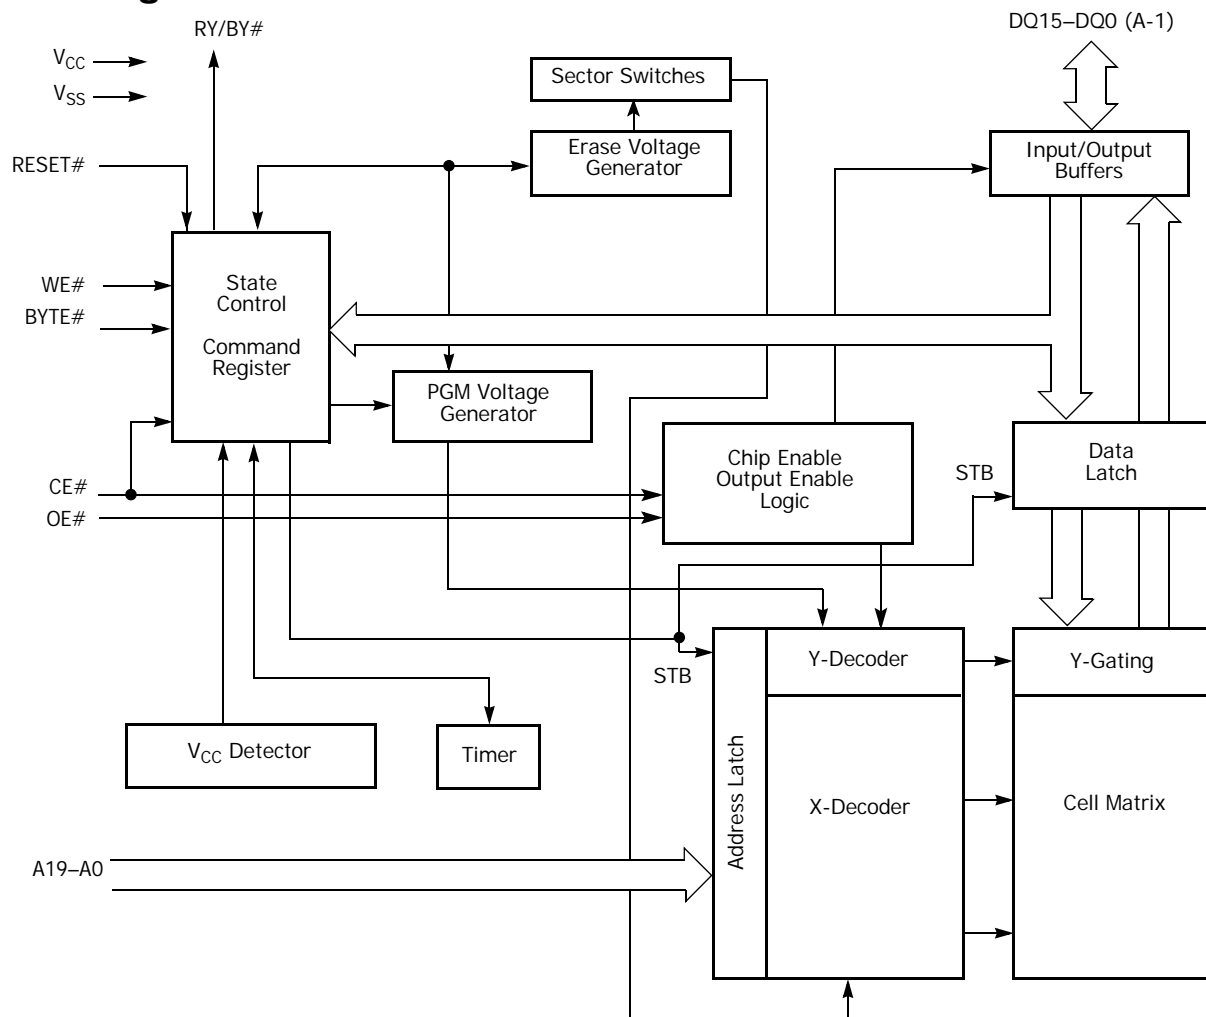 RY/BY#
DQ15–DQ0 (A-1)
VCC
VSS
Sector Switches
Erase Voltage
Generator
Input/Output
Buffers
RESET#
WE#
BYTE#
State
Control
Command
Register
PGM Voltage
Generator
Chip Enable
Output Enable
Logic
Data
Latch
STB
CE#
OE#
STB
Y-Decoder
Y-Gating
VCC Detector
Timer
Address Latch
X-Decoder
Cell Matrix
A19–A0